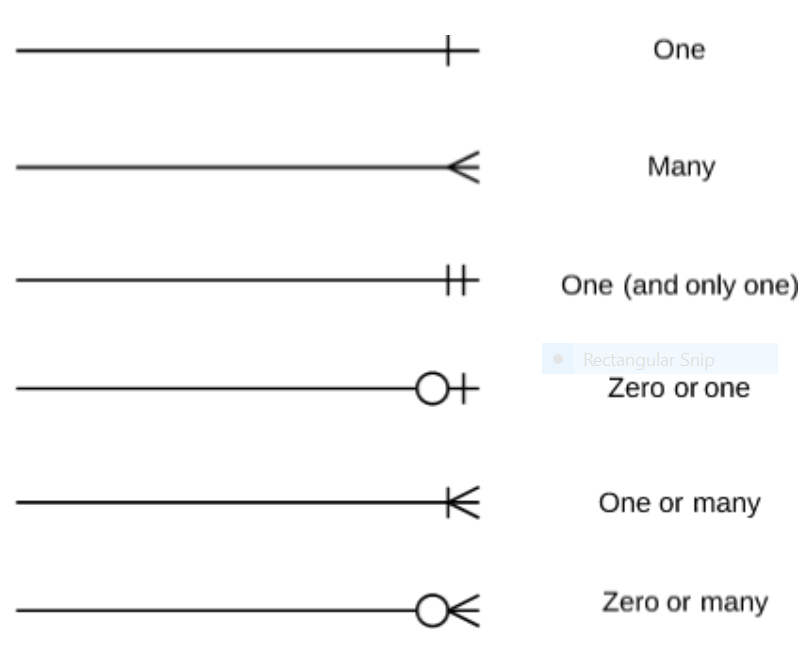 One
Many
One (and only one)
Rectangular Snip
Zero or one
One or many
Zero or many